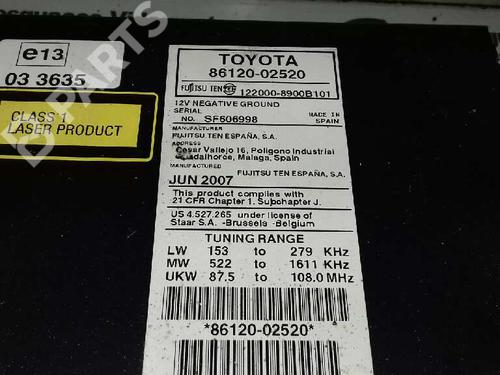 e13
03 3635
CLASS 1
LASER PRODUCT
TOYOTA
86120-02520
FUJITSU TEN 122000-8900B101
12V NEGATIVE GROUND
SERIAL
NO. SF606998
MADE IN
SPAIN
MANUFACTURER
FUJITSU TEN ESPAÑA, S.A.
ADDRESS
Cesar Vallejo 16, Poligono Industrial
Guadalhorce, Malaga, Spain
MANUFACTURED
FUJITSU TEN ESPAÑA, S.A.
JUN 2007
This product complies with
21 CFR Chapter 1. Subchapter J.
US 4.527.265 under license of
Staar S.A. -Brussels -Belgium
TUNING RANGE
LW 153 to 279 KHz
MW 522 to 1611 KHz
UKW 87.5 to 108.0 MHz
*86120-02520*